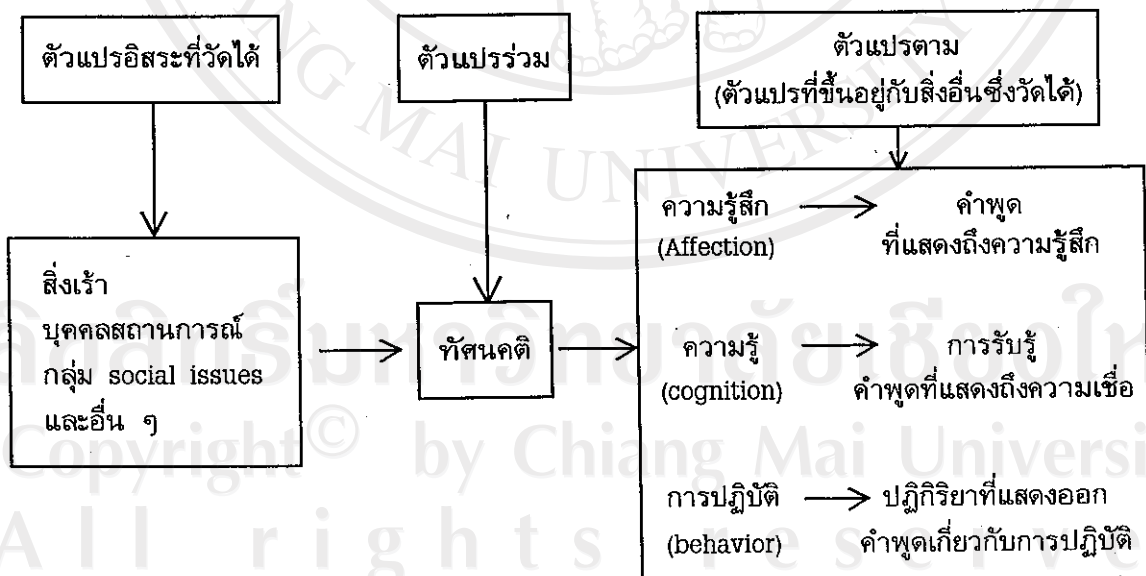 ตัวแปรอิสระที่วัดได้
ตัวแปรร่วม
ตัวแปรตาม
(ตัวแปรที่ขึ้นอยู่กับสิ่งอื่นซึ่งวัดได้)
สิ่งเร้า
บุคคลสถานการณ์
กลุ่ม social issues
และอื่น ๆ
ทัศนคติ
ความรู้สึก
(Affection)
คำพูด
ที่แสดงถึงความรู้สึก
ความรู้
(cognition)
การรับรู้
คำพูดที่แสดงถึงความเชื่อ
การปฏิบัติ
(behavior)
ปฏิกิริยาที่แสดงออก
คำพูดเกี่ยวกับการปฏิบัติ
MAI UNIVERSITY
Copyright© by Chiang Mai Universi
All rights reserve